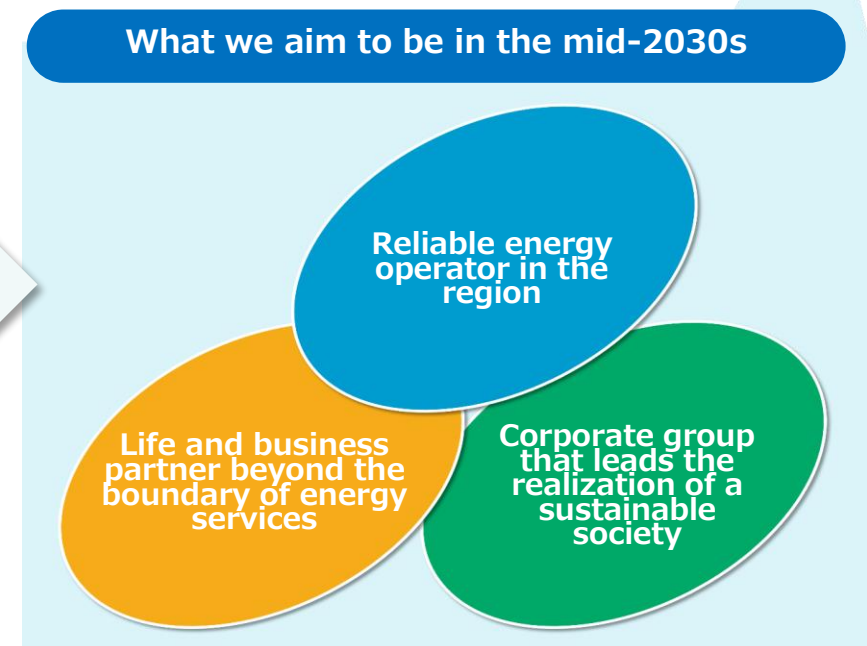 What we aim to be in the mid-2030s
Reliable energy
operator in the
region
Life and business
partner beyond the
boundary of energy
services
Corporate group
that leads the
realization of a
sustainable
society